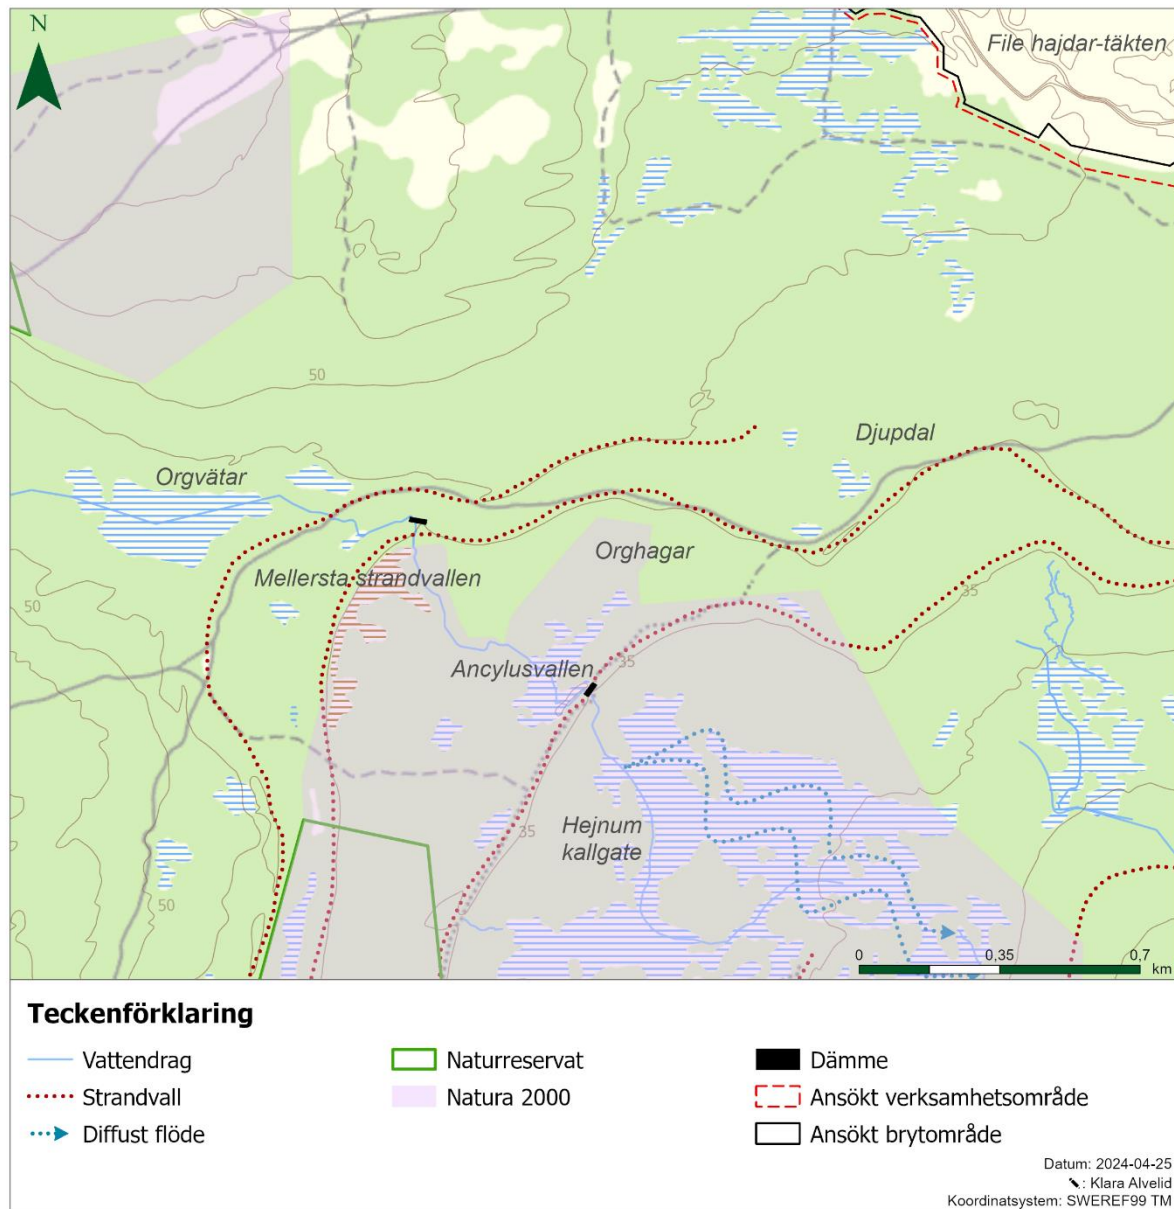 N
File hajdar-täkten
50
Djupdal
Orgvätar
Orghagar
Mellersta strandvallen
35
50
Ancylusvallen
35
35
Hejnum
kallgate
50
0 0,35 0,7
km
Teckenförklaring
Vattendrag
Strandvall
Diffust flöde
Naturreservat
Natura 2000
Dämme
Ansökt verksamhetsområde
Ansökt brytområde
Datum: 2024-04-25
: Klara Alvelid
Koordinatsystem: SWEREF99 TM